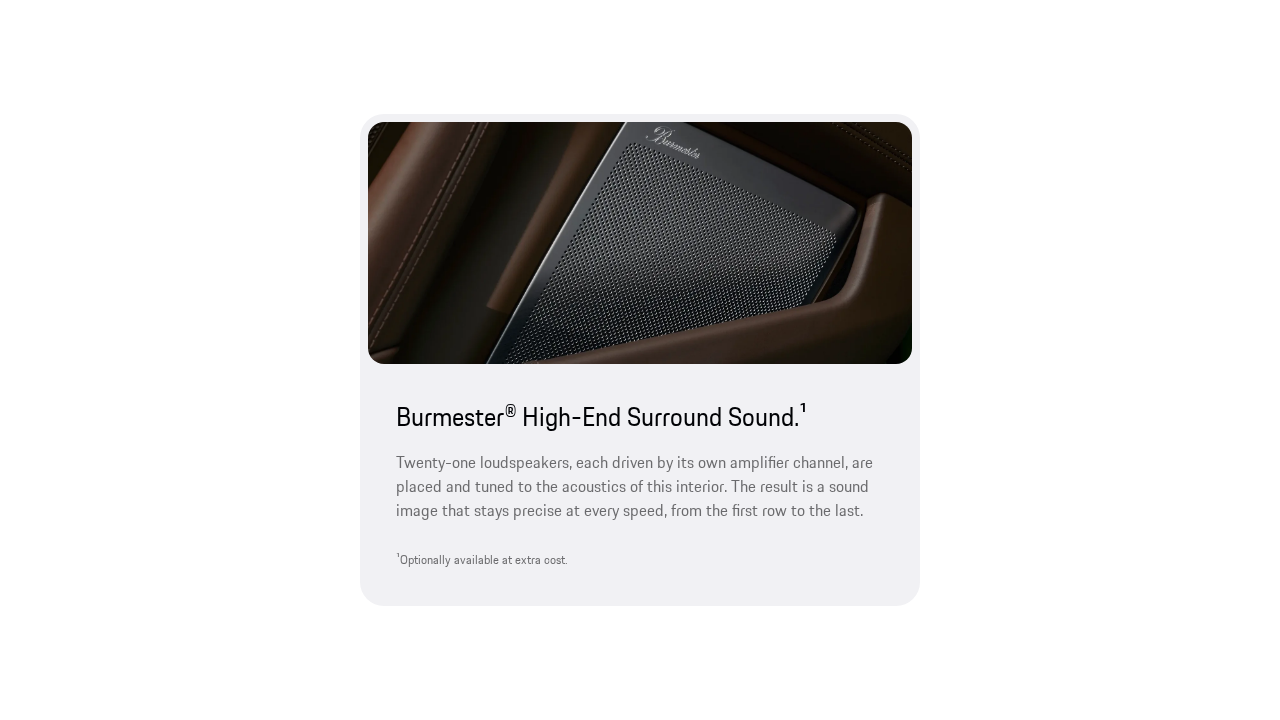 Burmester
Burmester® High-End Surround Sound.¹
Twenty-one loudspeakers, each driven by its own amplifier channel, are
placed and tuned to the acoustics of this interior. The result is a sound
image that stays precise at every speed, from the first row to the last.
¹Optionally available at extra cost.